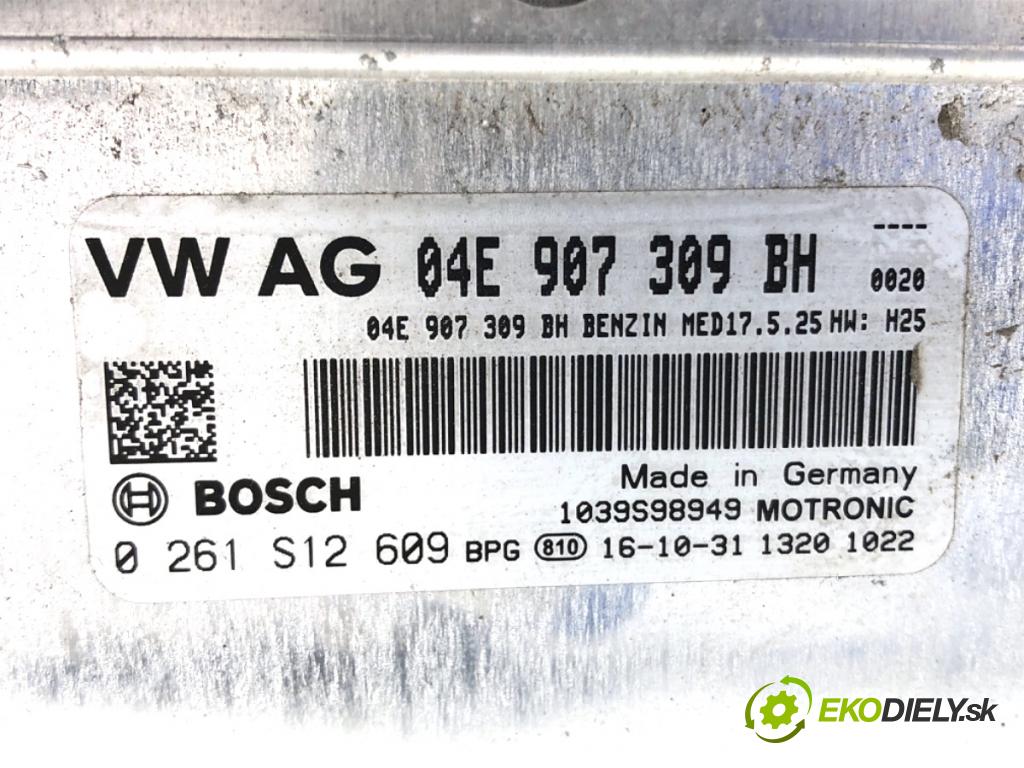 ----
VW AG 04E 907 309 BH 0020
04E 907 309 BH BENZIN MED17.5.25 HW: H25
Made in Germany
BOSCH
1039S98949 MOTRONIC
0 261 S12 609 BPG 810 16-10-31 1320 1022
EKODIELY.sk